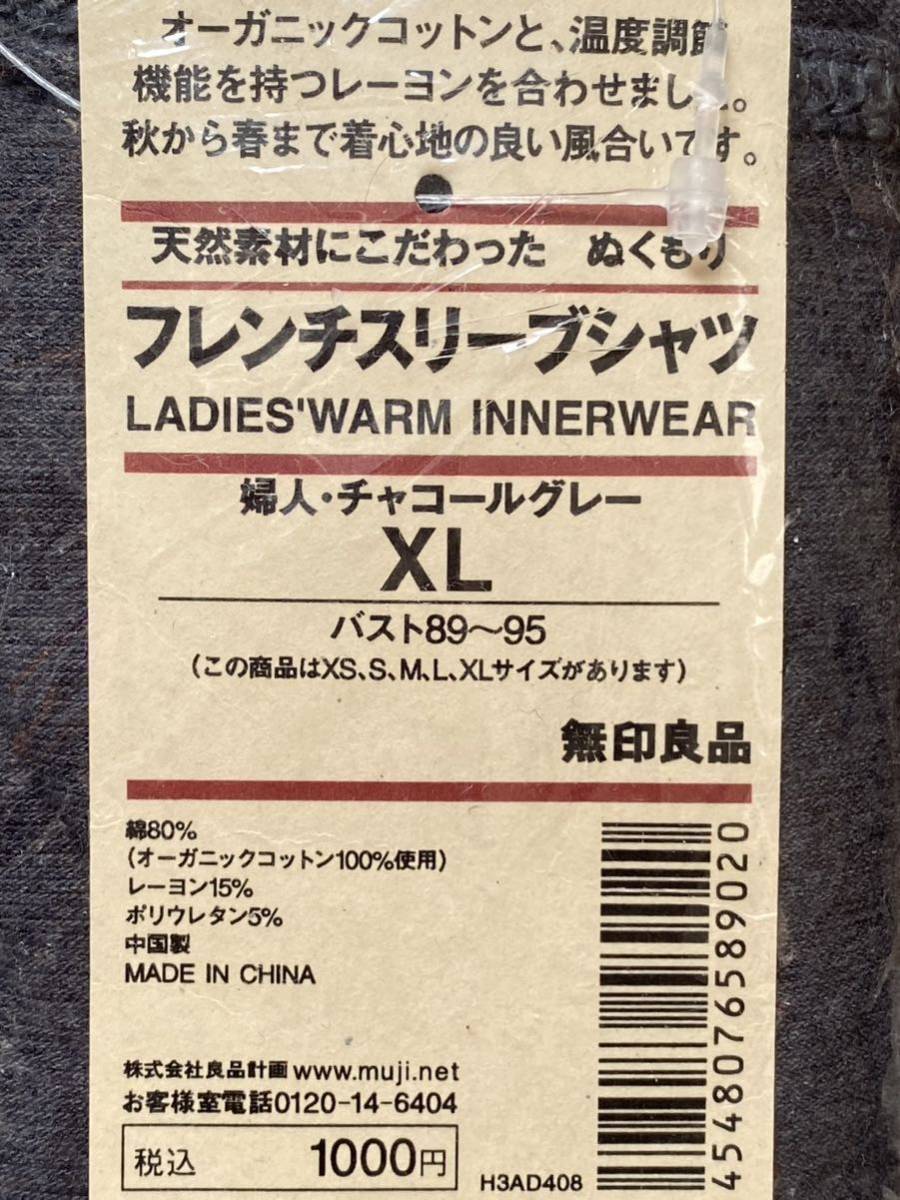 オーガニックコットンと、温度調節
機能を持つレーヨンを合わせました。
秋から春まで着心地の良い風合いです。
天然素材にこだわった ぬくもり
フレンチスリーブシャツ
LADIES'WARM INNERWEAR
婦人・チャコールグレー
XL
バスト89〜95
(この商品はXS、S、M、L、XLサイズがあります)
無印良品
綿80%
(オーガニックコットン100%使用)
レーヨン15%
ポリウレタン5%
中国製
MADE IN CHINA
株式会社良品計画 www.muji.net
お客様室電話0120-14-6404
税込 1000円
H3AD408
4548076589020